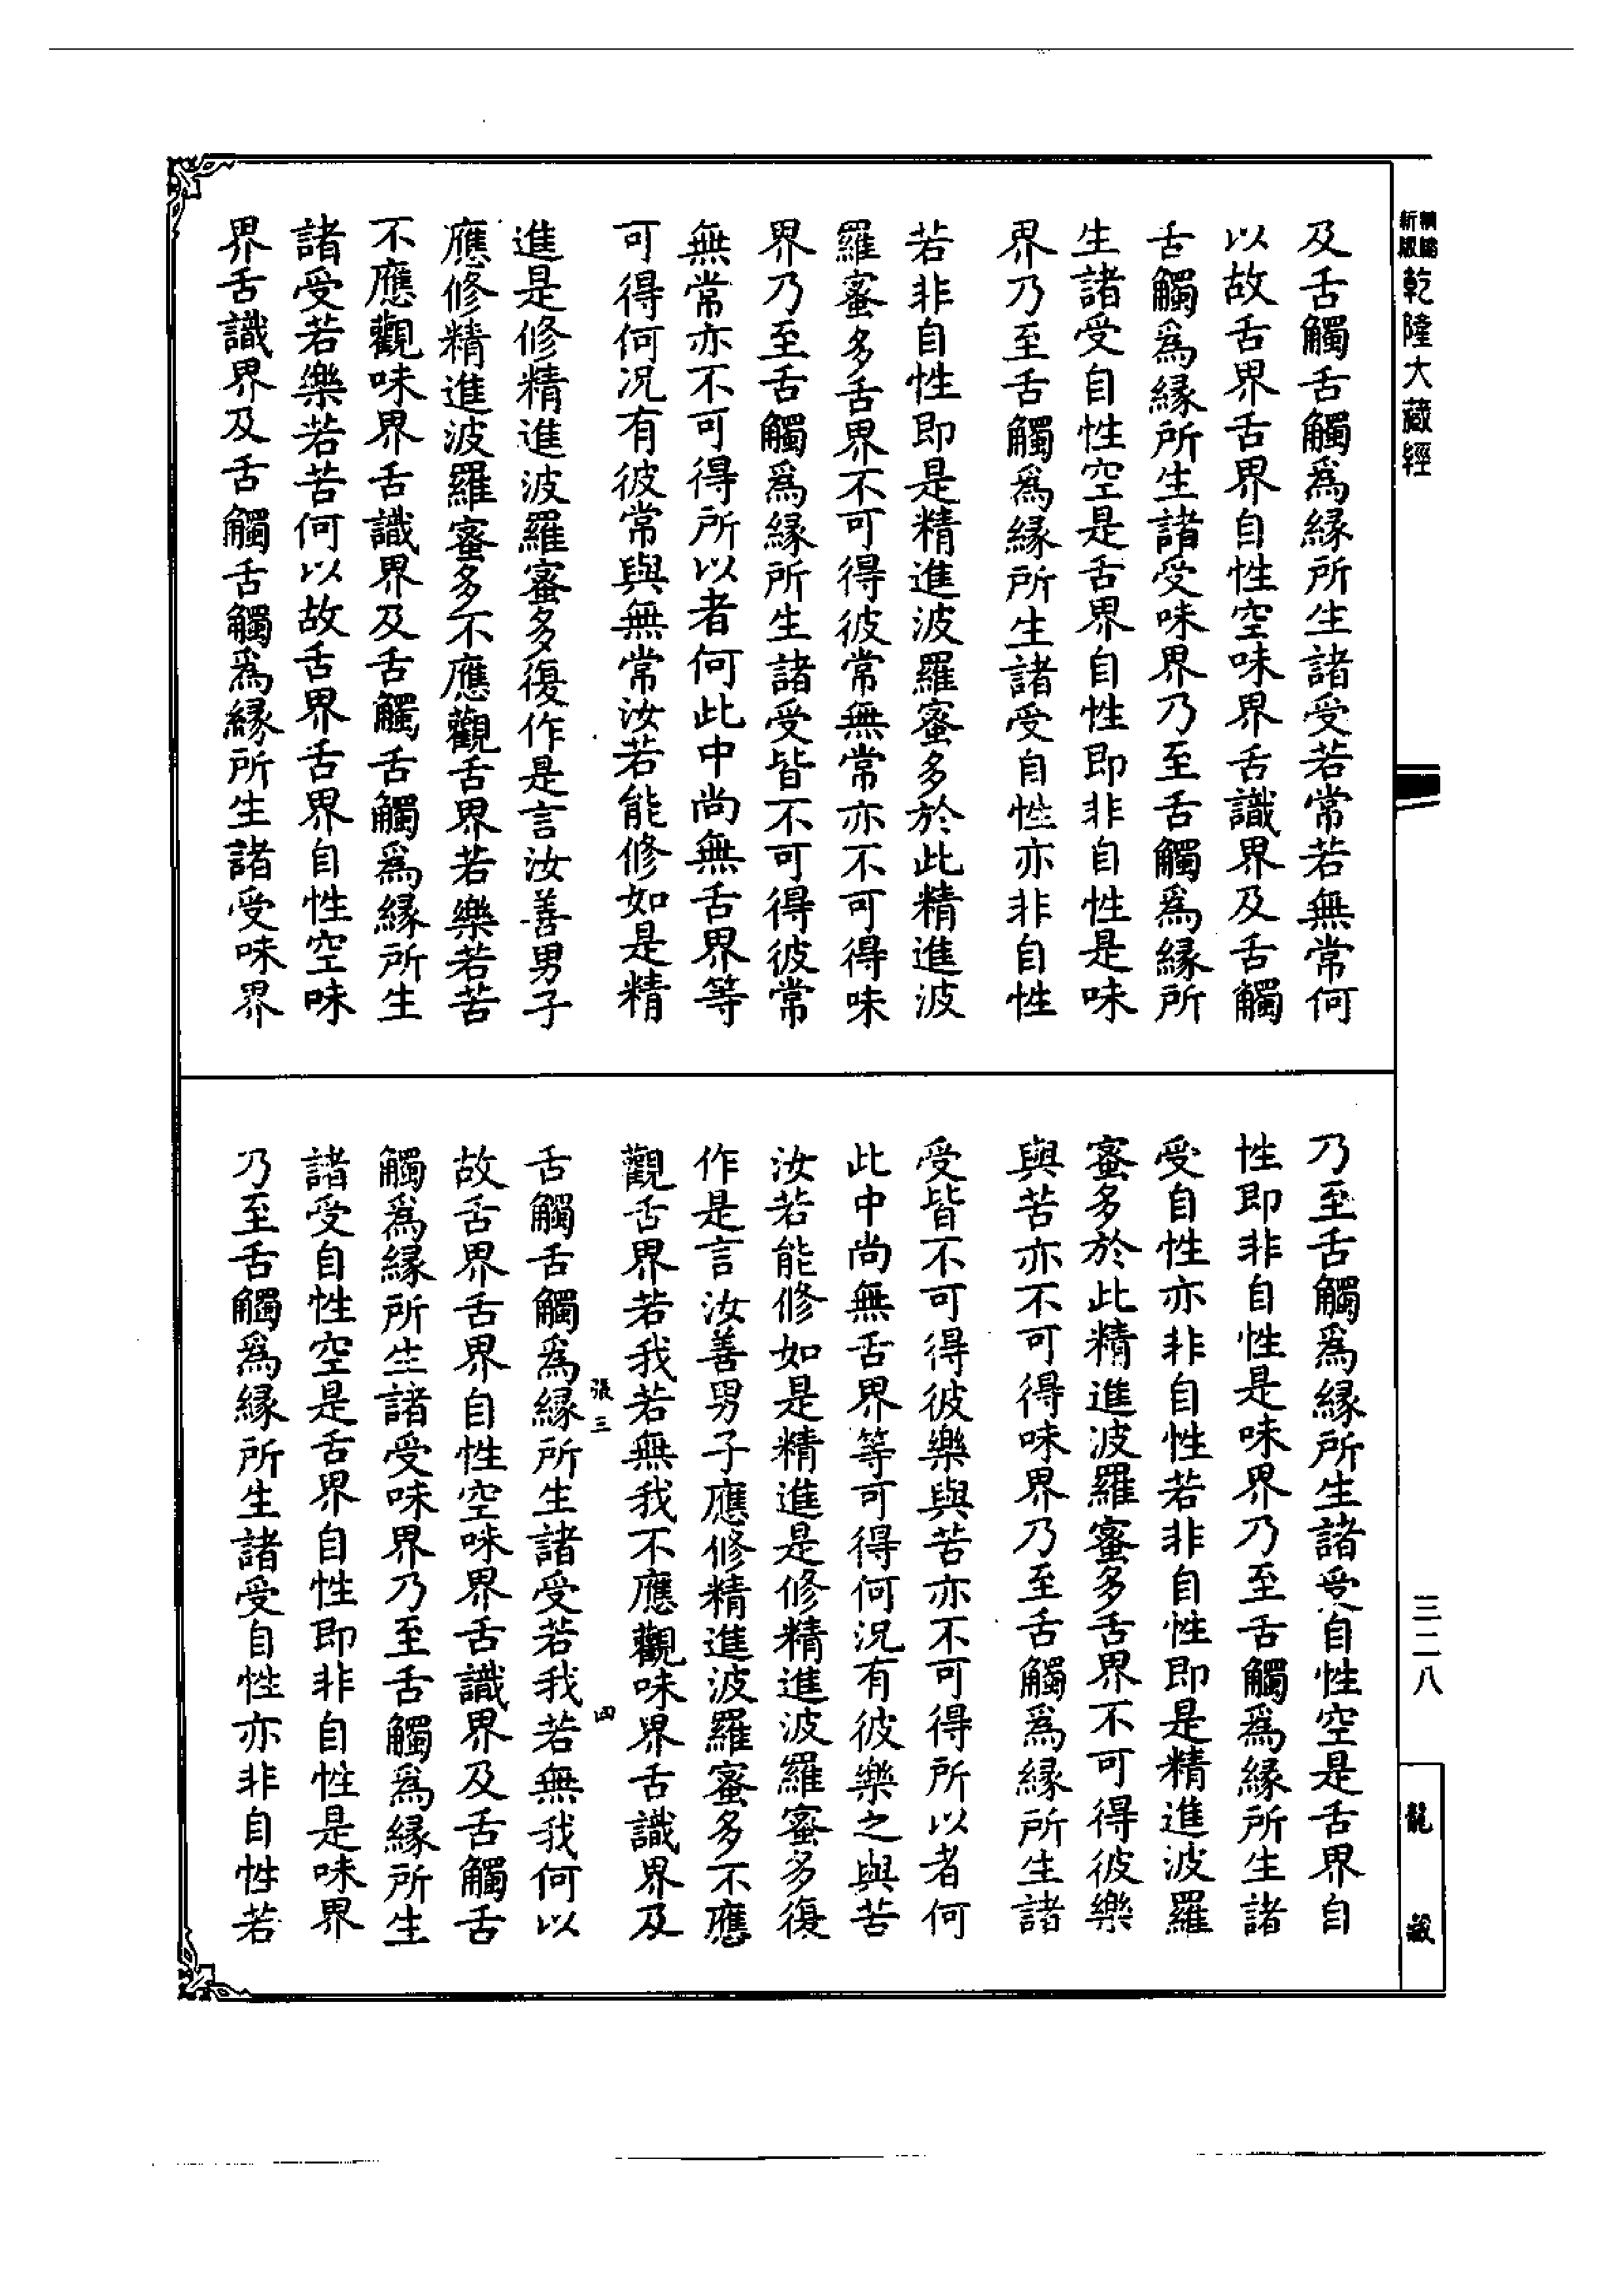 乾隆大藏經
三二八
龍藏
及舌觸舌觸為緣所生諸受若常若無常何
以故舌界舌界自性空味界舌識界及舌觸
舌觸為緣所生諸受味界乃至舌觸為緣所
生諸受自性空是舌界自性即非自性是味
界乃至舌觸為緣所生諸受自性亦非自性
若非自性即是精進波羅蜜多於此精進波
羅蜜多舌界不可得彼常無常亦不可得味
界乃至舌觸為緣所生諸受皆不可得彼常
無常亦不可得所以者何此中尚無舌界等
可得何況有彼常與無常汝若能修如是精
進是修精進波羅蜜多復作是言汝善男子
應修精進波羅蜜多不應觀舌界若樂若苦
不應觀味界舌識界及舌觸舌觸為緣所生
諸受若樂若苦何以故舌界舌界自性空味
界舌識界及舌觸舌觸為緣所生諸受味界
乃至舌觸為緣所生諸受自性空是舌界自
性即非自性是味界乃至舌觸為緣所生諸
受自性亦非自性若非自性即是精進波羅
蜜多於此精進波羅蜜多舌界不可得彼樂
與苦亦不可得味界乃至舌觸為緣所生諸
受皆不可得彼樂與苦亦不可得所以者何
此中尚無舌界等可得何況有彼樂之與苦
汝若能修如是精進是修精進波羅蜜多復
作是言汝善男子應修精進波羅蜜多不應
觀舌界若我若無我不應觀味界舌識界及
張三 四
舌觸舌觸為緣所生諸受若我若無我何以
故舌界舌界自性空味界舌識界及舌觸舌
觸為緣所生諸受味界乃至舌觸為緣所生
諸受自性空是舌界自性即非自性是味界
乃至舌觸為緣所生諸受自性亦非自性若